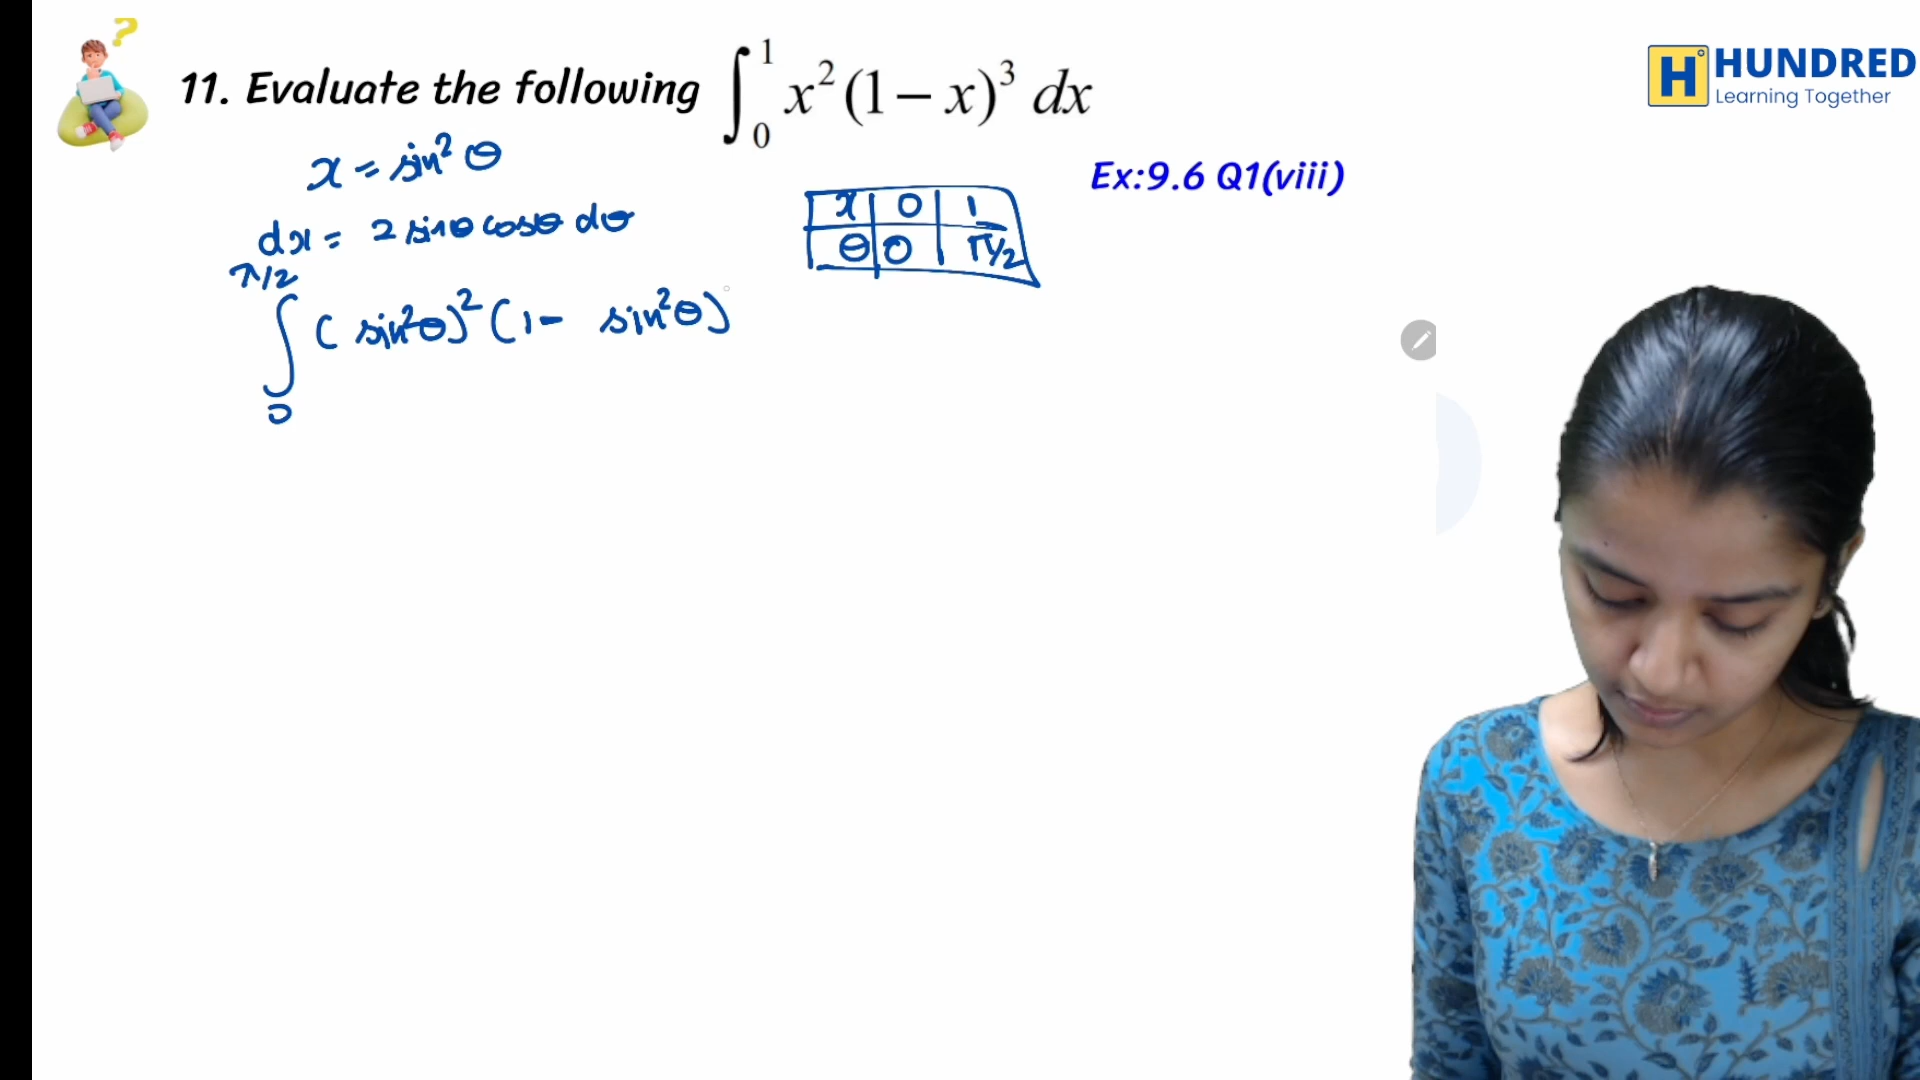 11. Evaluate the following ∫₀¹ x²(1 − x)³ dx
HUNDRED
Learning Together
Ex:9.6 Q1(viii)
x = sin² θ
dx = 2 sinθ cosθ dθ
x | 0 | 1
θ | 0 | π/2
π/2
∫ (sin²θ)² (1 - sin²θ)
0